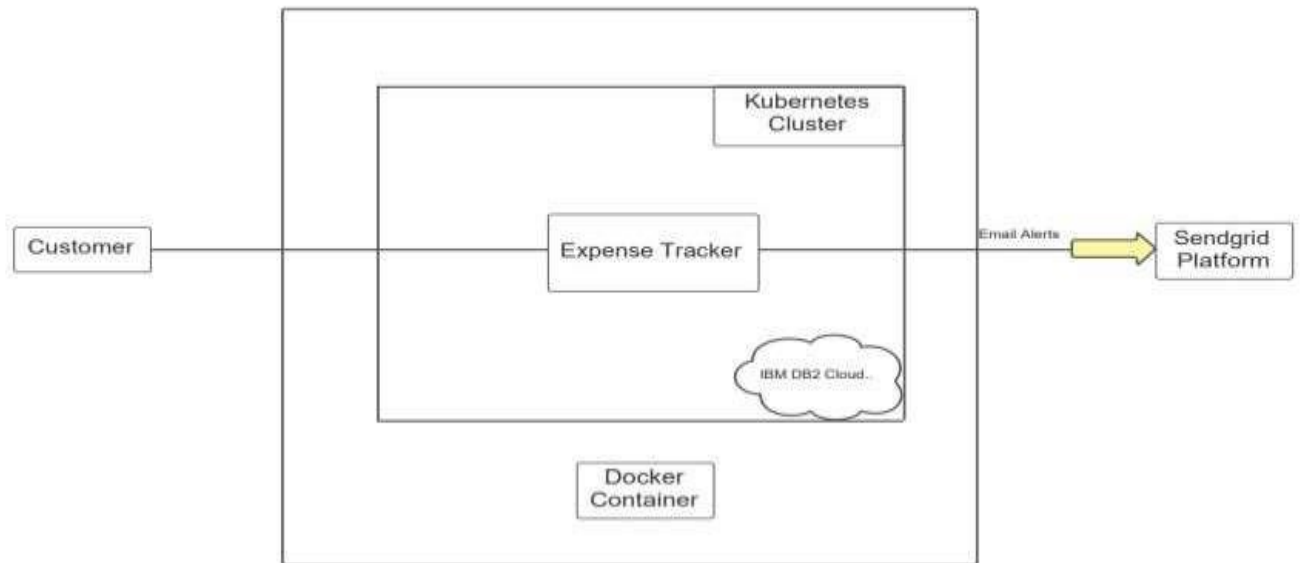 Kubernetes
Cluster
Customer
Expense Tracker
Email Alerts
Sendgrid
Platform
IBM DB2 Cloud..
Docker
Container